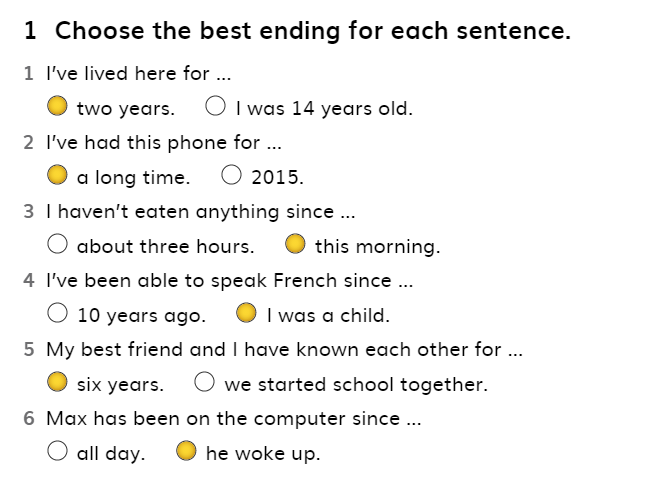 1 Choose the best ending for each sentence.
1 I've lived here for ...
two years. I was 14 years old.
2 I've had this phone for ...
a long time. 2015.
3 I haven't eaten anything since ...
about three hours. this morning.
4 I've been able to speak French since ...
10 years ago. I was a child.
5 My best friend and I have known each other for ...
six years. we started school together.
6 Max has been on the computer since ...
all day. he woke up.